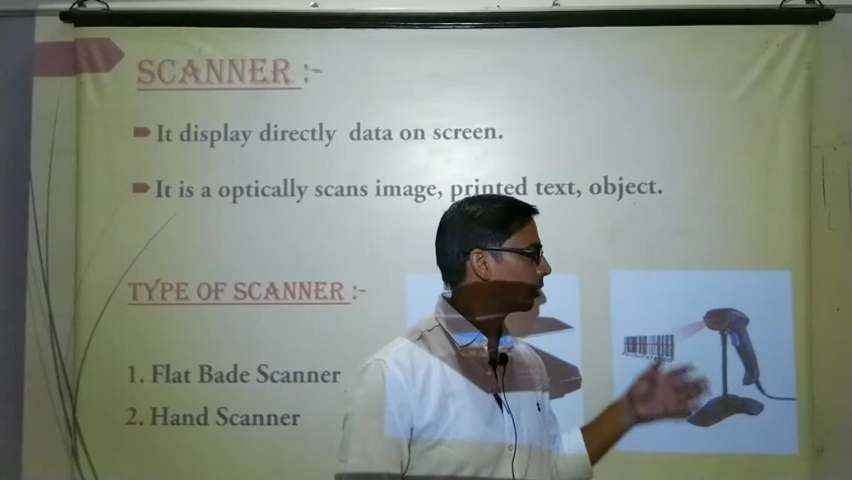 SCANNER :-
It display directly data on screen.
It is a optically scans image, printed text, object.
TYPE OF SCANNER :-
1. Flat Bade Scanner
2. Hand Scanner